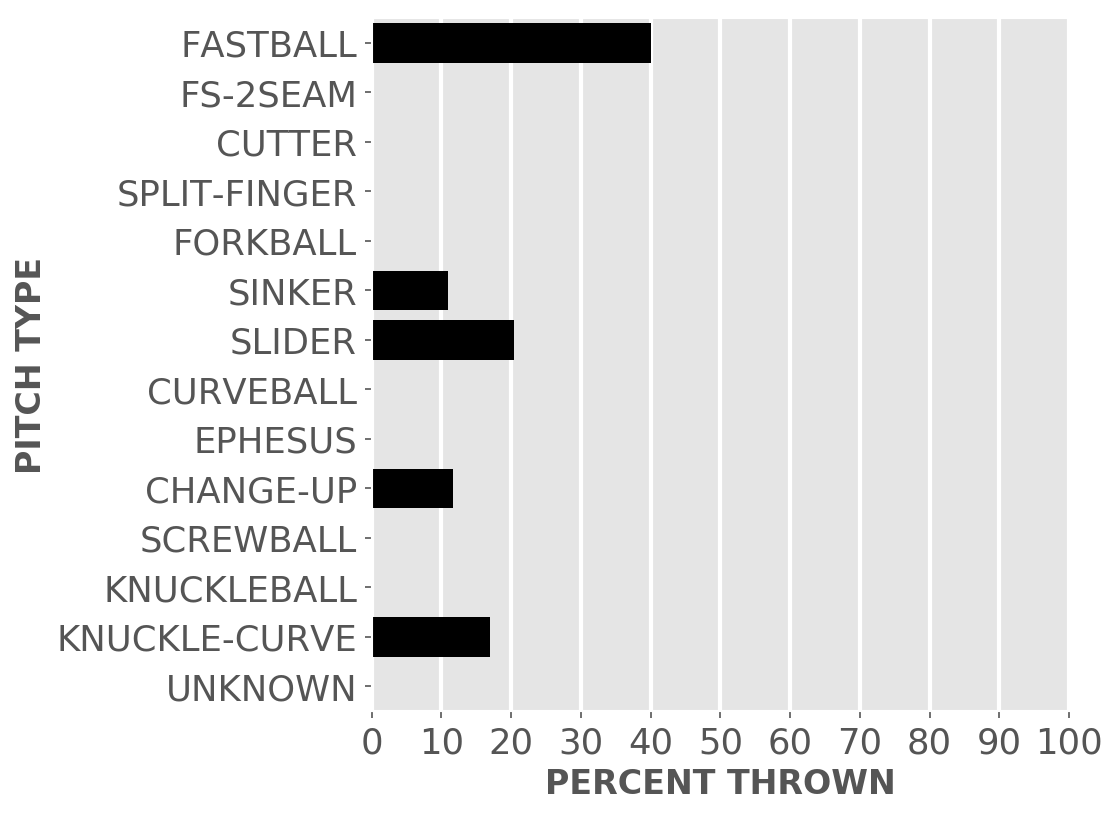 FASTBALL
FS-2SEAM
CUTTER
SPLIT-FINGER
FORKBALL
SINKER
SLIDER
CURVEBALL
EPHESUS
CHANGE-UP
SCREWBALL
KNUCKLEBALL
KNUCKLE-CURVE
UNKNOWN
PITCH TYPE
0 10 20 30 40 50 60 70 80 90 100
PERCENT THROWN